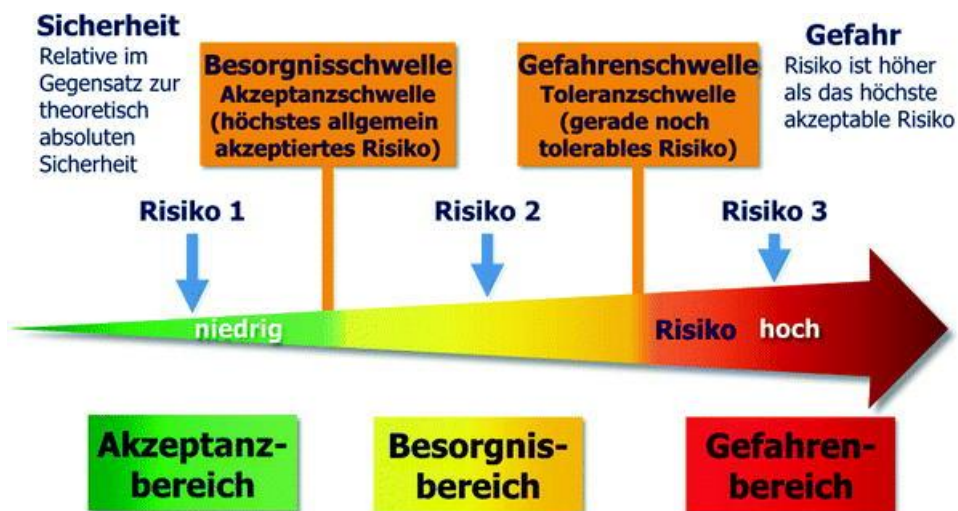 Sicherheit
Relative im
Gegensatz zur
theoretisch
absoluten
Sicherheit
Besorgnisschwelle
Akzeptanzschwelle
(höchstes allgemein
akzeptiertes Risiko)
Gefahrenschwelle
Toleranzschwelle
(gerade noch
tolerables Risiko)
Gefahr
Risiko ist höher
als das höchste
akzeptable Risiko
Risiko 1
Risiko 2
Risiko 3
niedrig
Risiko hoch
Akzeptanz-
bereich
Besorgnis-
bereich
Gefahren-
bereich